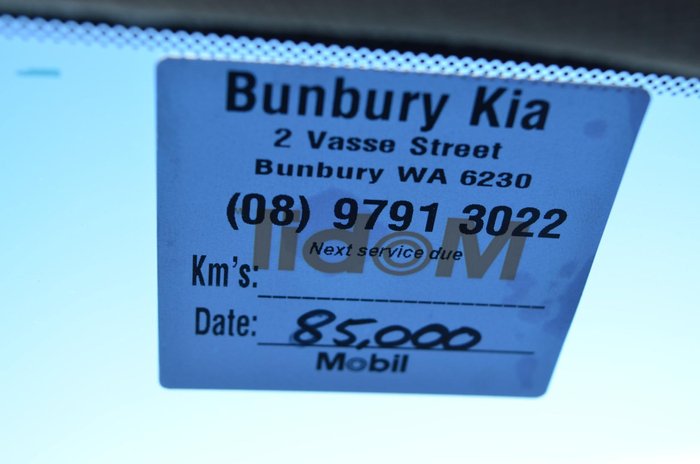 Bunbury Kia
2 Vasse Street
Bunbury WA 6230
(08) 9791 3022
Mobil
Next service due
Km's:
Date: 85,000
Mobil